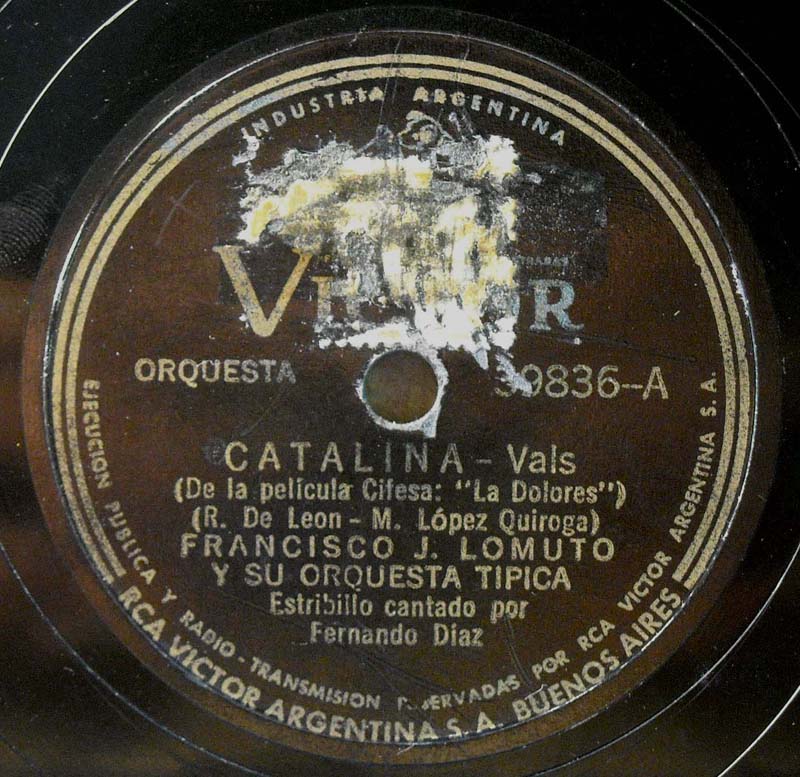 INDUSTRIA ARGENTINA
ORQUESTA
39836--A
CATALINA - Vals
(De la película Cifesa: "La Dolores")
(R. De Leon - M. López Quiroga)
FRANCISCO J. LOMUTO
Y SU ORQUESTA TIPICA
Estribillo cantado por
Fernando Diaz
EJECUCION PUBLICA Y RADIO-TRANSMISION RESERVADAS POR RCA VICTOR ARGENTINA S. A.
RCA VICTOR ARGENTINA S. A. BUENOS AIRES